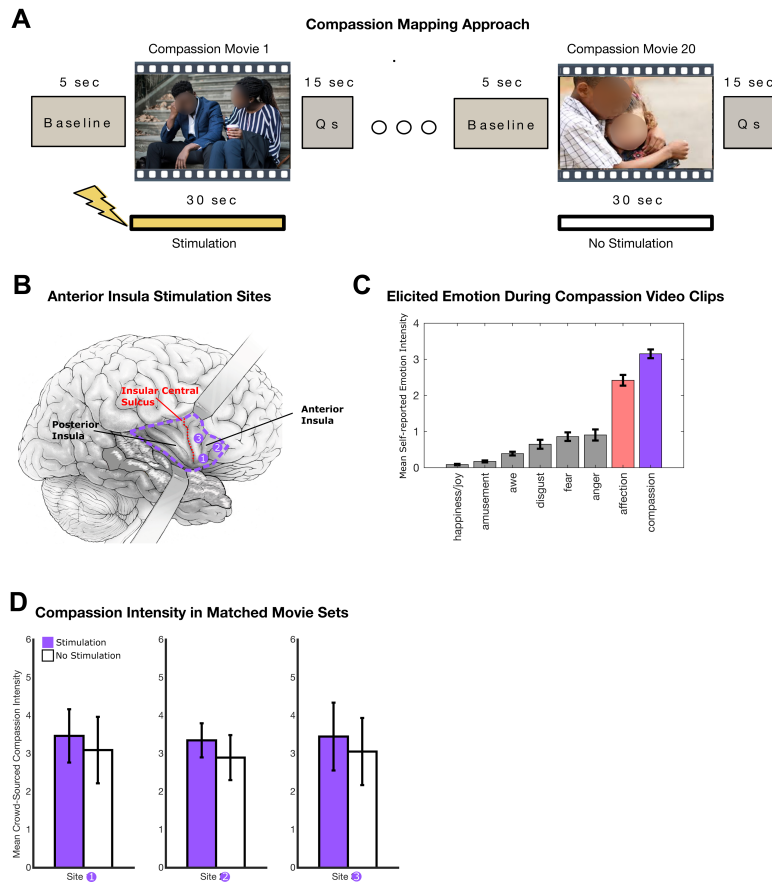 A
Compassion Mapping Approach
Compassion Movie 1
Compassion Movie 20
5 sec
15 sec
5 sec
15 sec
Baseline
Qs
Baseline
Qs
30 sec
30 sec
Stimulation
No Stimulation
B
Anterior Insula Stimulation Sites
Insular Central
Sulcus
Posterior
Insula
Anterior
Insula
3
2
1
C
Elicited Emotion During Compassion Video Clips
Mean Self-reported Emotion Intensity
4
3
2
1
0
happiness/joy
amusement
awe
disgust
fear
anger
affection
compassion
D
Compassion Intensity in Matched Movie Sets
Stimulation
No Stimulation
Mean Crowd-Sourced Compassion Intensity
6
5
4
3
2
1
0
Site 1
6
5
4
3
2
1
0
Site 2
6
5
4
3
2
1
0
Site 3